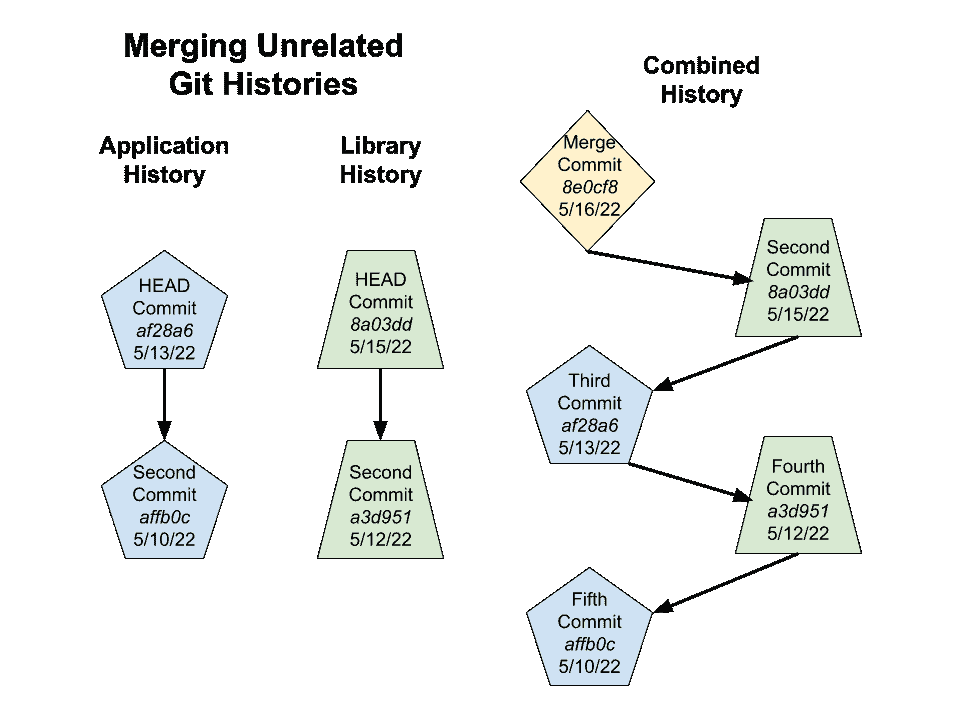 Merging Unrelated
Git Histories
Application
History
HEAD
Commit
af28a6
5/13/22
Second
Commit
affb0c
5/10/22
Library
History
HEAD
Commit
8a03dd
5/15/22
Second
Commit
a3d951
5/12/22
Combined
History
Merge
Commit
8e0cf8
5/16/22
Second
Commit
8a03dd
5/15/22
Third
Commit
af28a6
5/13/22
Fourth
Commit
a3d951
5/12/22
Fifth
Commit
affb0c
5/10/22